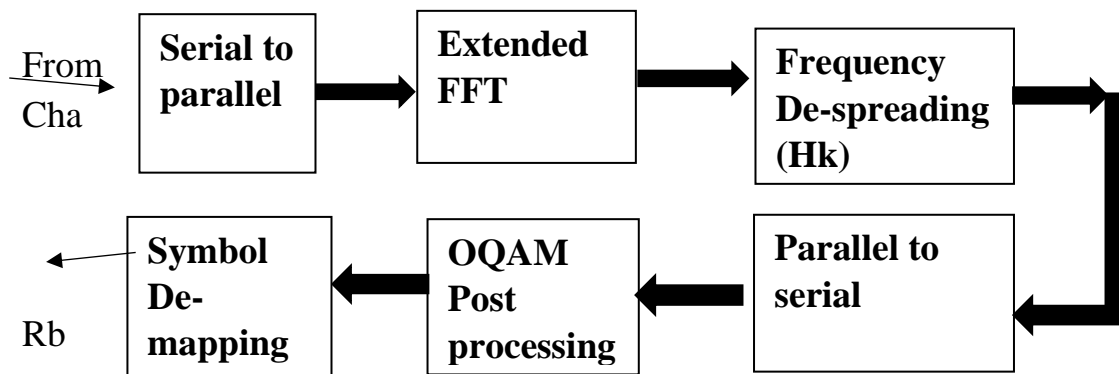 From
Cha
Serial to
parallel
Extended
FFT
Frequency
De-spreading
(Hk)
Parallel to
serial
OQAM
Post
processing
Symbol
De-
mapping
Rb